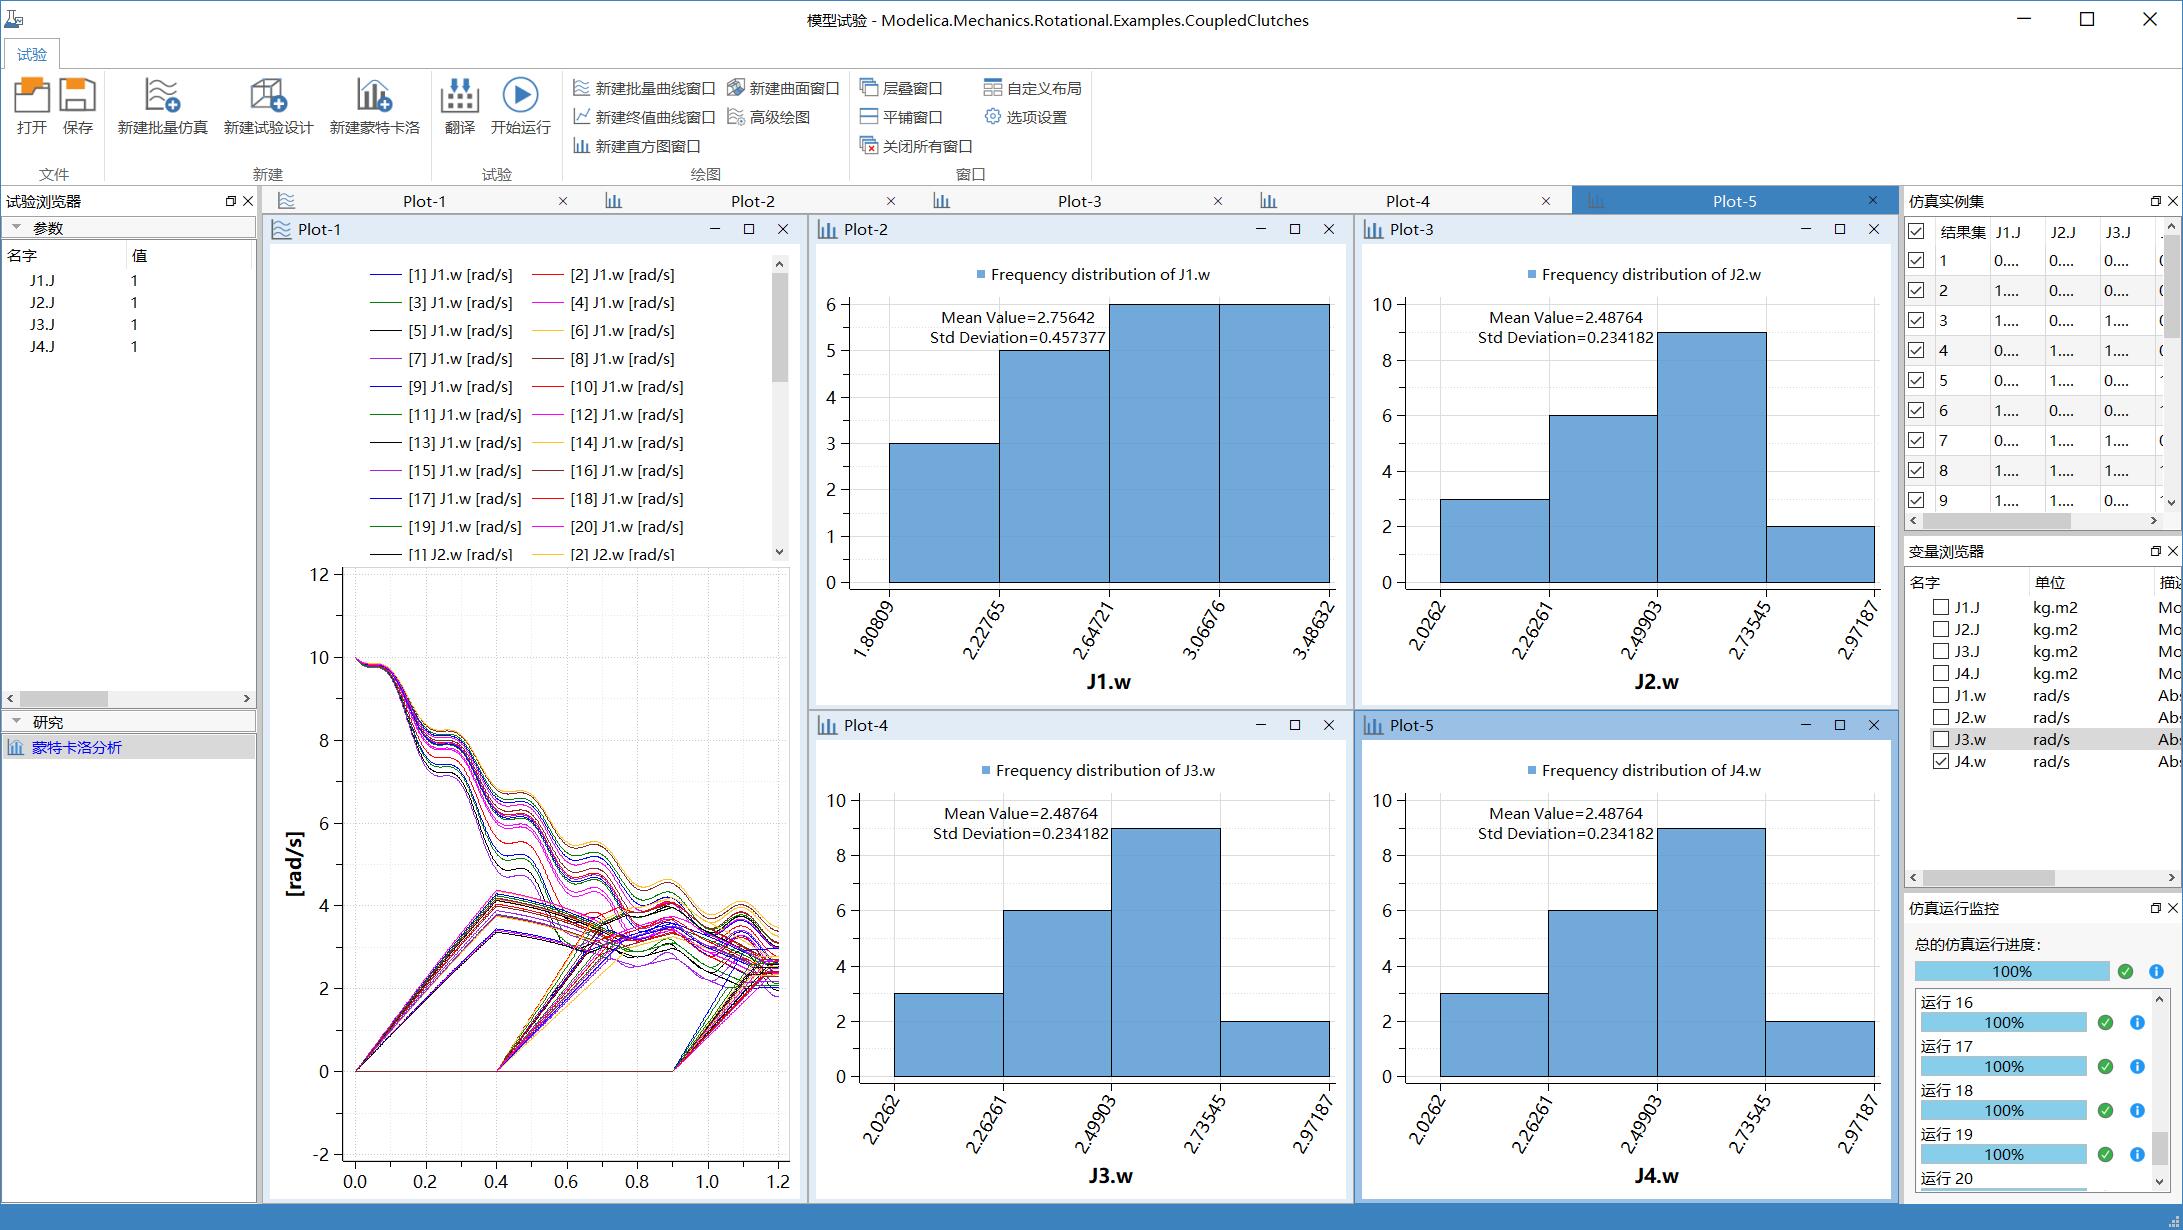 模型试验 - Modelica.Mechanics.Rotational.Examples.CoupledClutches
试验
打开
保存
新建批量仿真
新建试验设计
新建蒙特卡洛
翻译
开始运行
新建批量曲线窗口
新建曲面窗口
新建终值曲线窗口
高级绘图
新建直方图窗口
层叠窗口
自定义布局
平铺窗口
选项设置
关闭所有窗口
文件
新建
试验
绘图
窗口
试验浏览器
参数
名字 值
J1.J 1
J2.J 1
J3.J 1
J4.J 1
研究
蒙特卡洛分析
Plot-1
Plot-2
Plot-3
Plot-4
Plot-5
Plot-1
[1] J1.w [rad/s] [2] J1.w [rad/s]
[3] J1.w [rad/s] [4] J1.w [rad/s]
[5] J1.w [rad/s] [6] J1.w [rad/s]
[7] J1.w [rad/s] [8] J1.w [rad/s]
[9] J1.w [rad/s] [10] J1.w [rad/s]
[11] J1.w [rad/s] [12] J1.w [rad/s]
[13] J1.w [rad/s] [14] J1.w [rad/s]
[15] J1.w [rad/s] [16] J1.w [rad/s]
[17] J1.w [rad/s] [18] J1.w [rad/s]
[19] J1.w [rad/s] [20] J1.w [rad/s]
[1] J2.w [rad/s] [2] J2.w [rad/s]
12
10
8
6
4
2
0
-2
[rad/s]
0.0 0.2 0.4 0.6 0.8 1.0 1.2
Plot-2
Frequency distribution of J1.w
Mean Value=2.75642
Std Deviation=0.457377
6
5
4
3
2
1
0
1.80809 2.22765 2.64721 3.06676 3.48632
J1.w
Plot-3
Frequency distribution of J2.w
Mean Value=2.48764
Std Deviation=0.234182
10
8
6
4
2
0
2.0262 2.26261 2.49903 2.73545 2.97187
J2.w
Plot-4
Frequency distribution of J3.w
Mean Value=2.48764
Std Deviation=0.234182
10
8
6
4
2
0
2.0262 2.26261 2.49903 2.73545 2.97187
J3.w
Plot-5
Frequency distribution of J4.w
Mean Value=2.48764
Std Deviation=0.234182
10
8
6
4
2
0
2.0262 2.26261 2.49903 2.73545 2.97187
J4.w
仿真实例集
结果集 J1.J J2.J J3.J
1 0.... 0.... 0....
2 1.... 0.... 0....
3 1.... 0.... 1....
4 0.... 1.... 1....
5 0.... 1.... 0....
6 1.... 0.... 0....
7 0.... 1.... 1....
8 1.... 1.... 1....
9 1.... 1.... 0....
变量浏览器
名字 单位 描述
J1.J kg.m2 Mo
J2.J kg.m2 Mo
J3.J kg.m2 Mo
J4.J kg.m2 Mo
J1.w rad/s Abs
J2.w rad/s Abs
J3.w rad/s Abs
J4.w rad/s Abs
仿真运行监控
总的仿真运行进度:
100%
运行 16
100%
运行 17
100%
运行 18
100%
运行 19
100%
运行 20